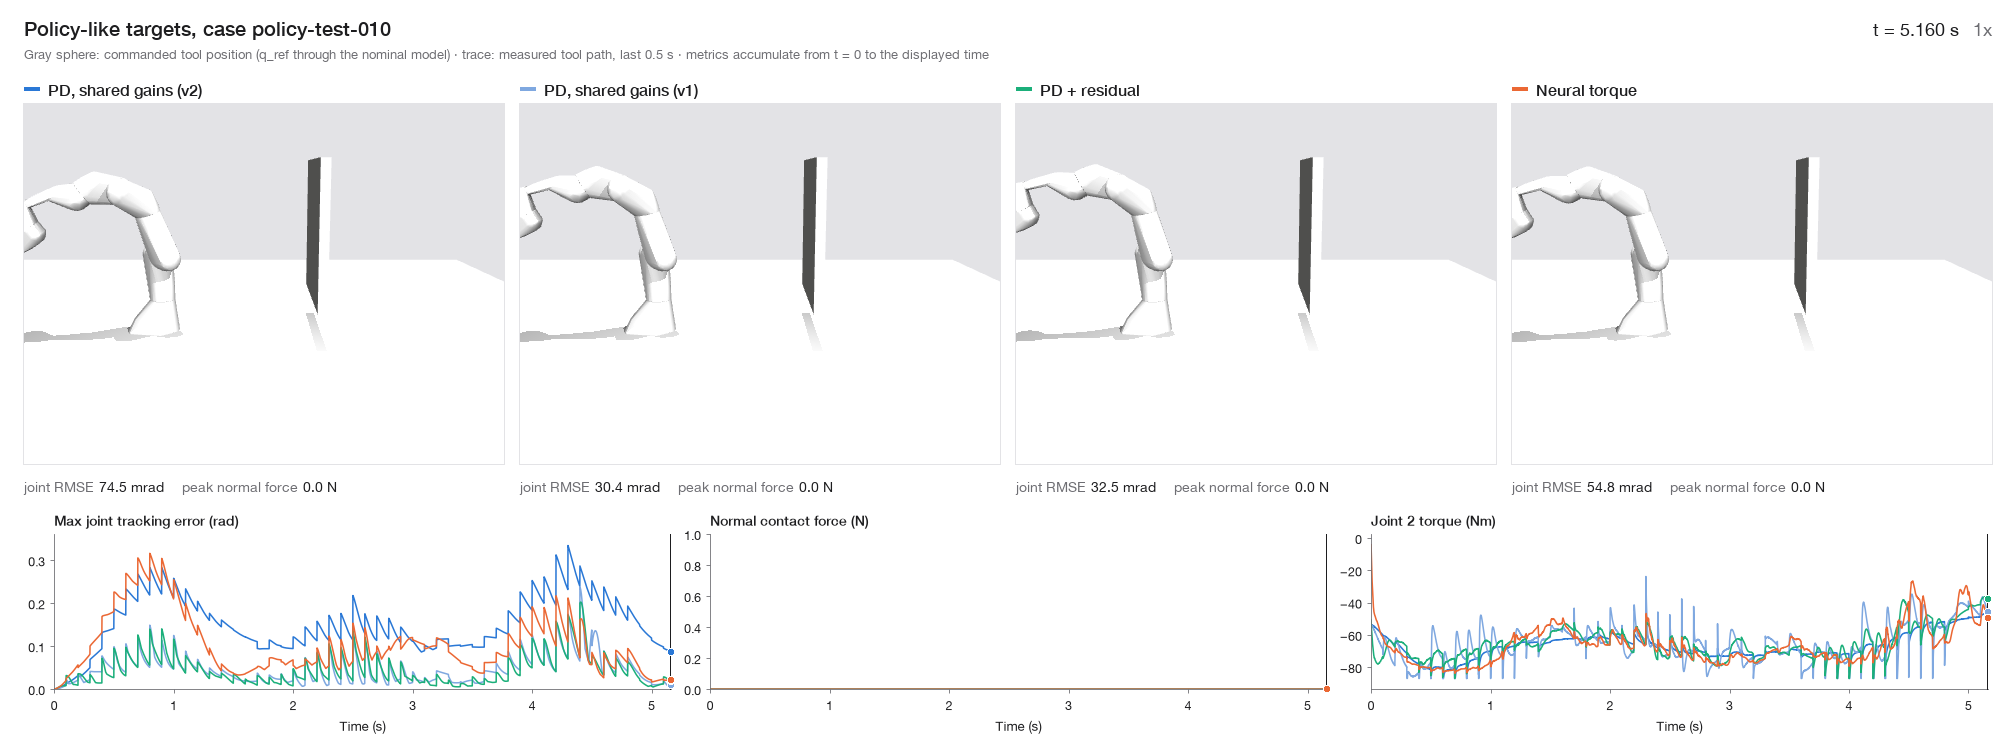 Policy-like targets, case policy-test-010
t = 5.160 s 1x
Gray sphere: commanded tool position (q_ref through the nominal model) · trace: measured tool path, last 0.5 s · metrics accumulate from t = 0 to the displayed time
PD, shared gains (v2)
PD, shared gains (v1)
PD + residual
Neural torque
joint RMSE 74.5 mrad peak normal force 0.0 N
joint RMSE 30.4 mrad peak normal force 0.0 N
joint RMSE 32.5 mrad peak normal force 0.0 N
joint RMSE 54.8 mrad peak normal force 0.0 N
Max joint tracking error (rad)
0.3
0.2
0.1
0.0
0 1 2 3 4 5
Time (s)
Normal contact force (N)
1.0
0.8
0.6
0.4
0.2
0.0
0 1 2 3 4 5
Time (s)
Joint 2 torque (Nm)
0
−20
−40
−60
−80
0 1 2 3 4 5
Time (s)